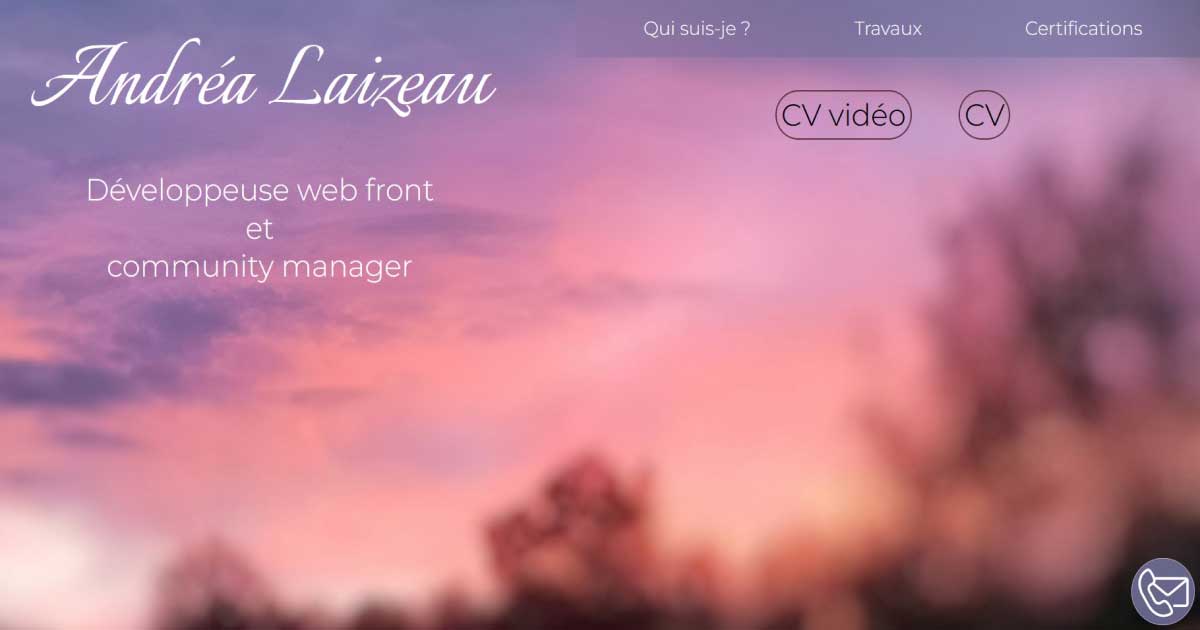 Qui suis-je ?
Travaux
Certifications
Andréa Laizeau
CV vidéo
CV
Développeuse web front
et
community manager